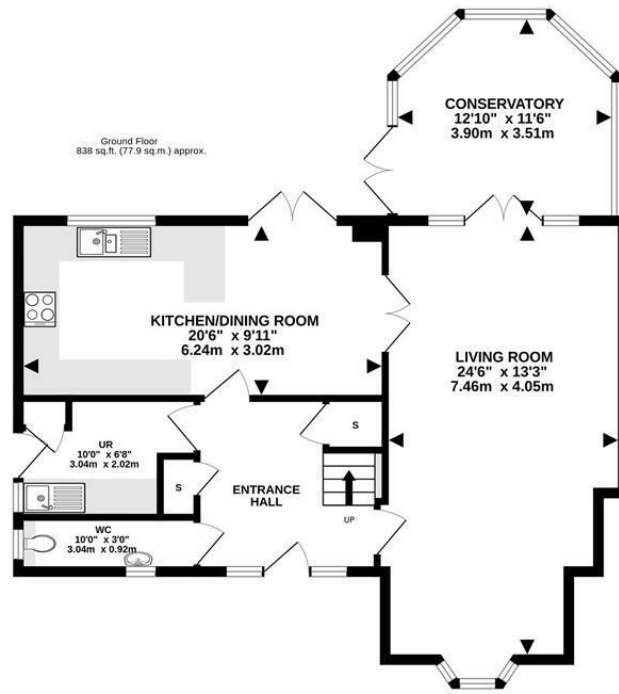 Ground Floor
838 sq.ft. (77.9 sq.m.) approx.
CONSERVATORY
12'10" x 11'6"
3.90m x 3.51m
KITCHEN/DINING ROOM
20'6" x 9'11"
6.24m x 3.02m
LIVING ROOM
24'6" x 13'3"
7.46m x 4.05m
S
UR
10'0" x 6'8"
3.04m x 2.02m
S
ENTRANCE
HALL
UP
WC
10'0" x 3'0"
3.04m x 0.92m